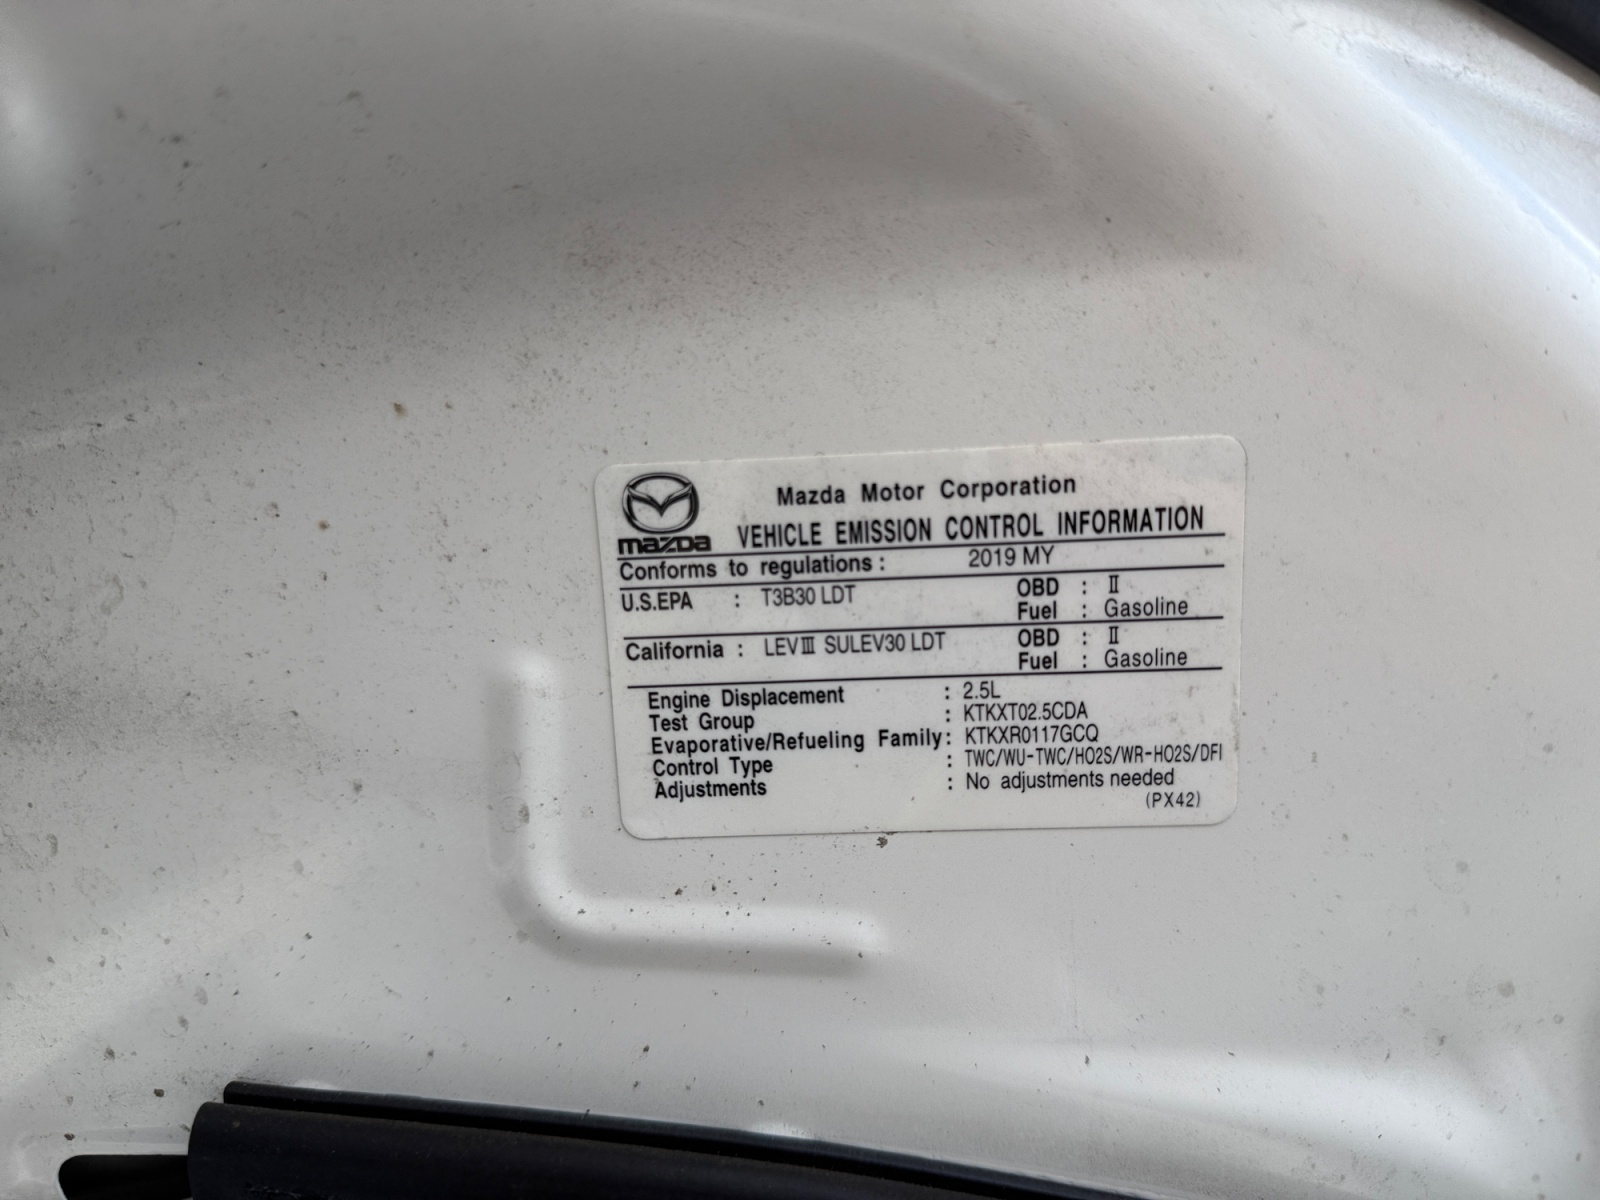 Mazda Motor Corporation
mazda VEHICLE EMISSION CONTROL INFORMATION
Conforms to regulations : 2019 MY
U.S.EPA : T3B30 LDT OBD : Ⅱ
Fuel : Gasoline
California : LEVⅢ SULEV30 LDT OBD : Ⅱ
Fuel : Gasoline
Engine Displacement : 2.5L
Test Group : KTKXT02.5CDA
Evaporative/Refueling Family : KTKXR0117GCQ
Control Type : TWC/WU-TWC/HO2S/WR-HO2S/DFI
Adjustments : No adjustments needed
(PX42)